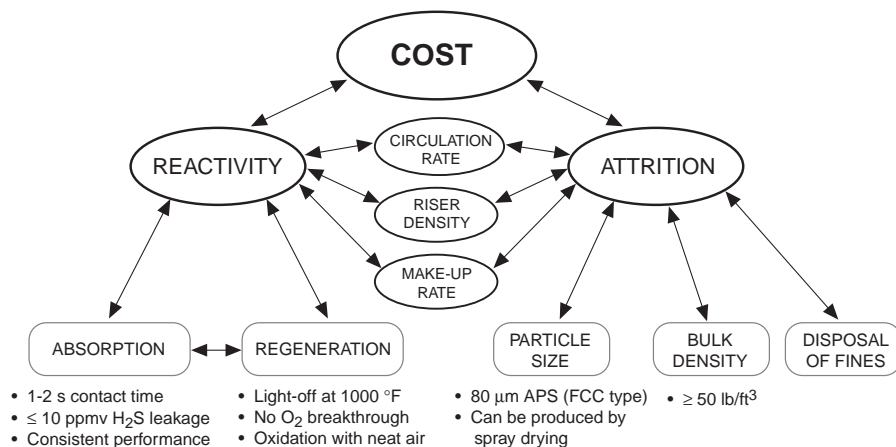 COST
REACTIVITY
CIRCULATION
RATE
ATTRITION
RISER
DENSITY
MAKE-UP
RATE
ABSORPTION
REGENERATION
PARTICLE
SIZE
BULK
DENSITY
DISPOSAL
OF FINES
• 1-2 s contact time
• ≤ 10 ppmv H₂S leakage
• Consistent performance
• Light-off at 1000 °F
• No O₂ breakthrough
• Oxidation with neat air
• 80 μm APS (FCC type)
• Can be produced by
spray drying
• ≥ 50 lb/ft³